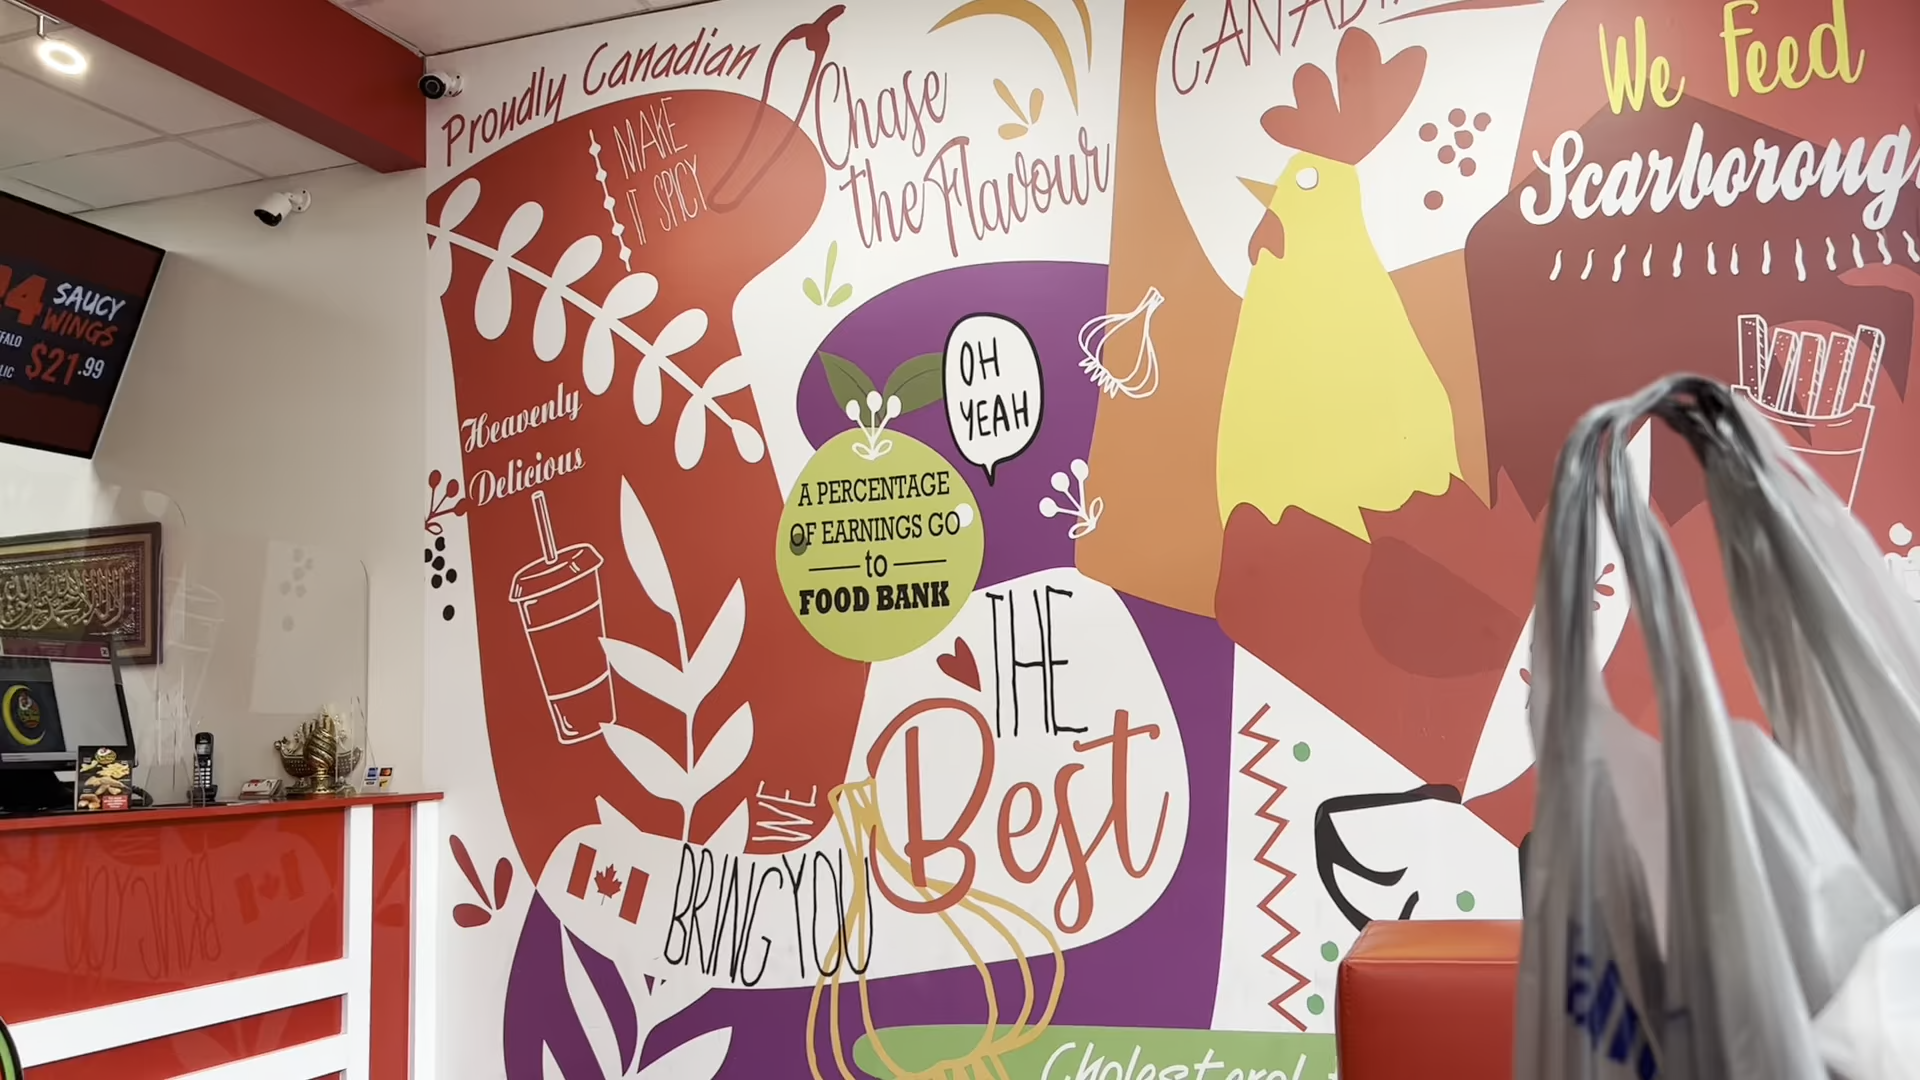 Proudly Canadian
MAKE
IT SPICY
Chase
the Flavour
We Feed
SAUCY
WINGS
$21.99
Heavenly
Delicious
OH
YEAH
A PERCENTAGE
OF EARNINGS GO
to
FOOD BANK
WE
BRING YOU
THE
Best